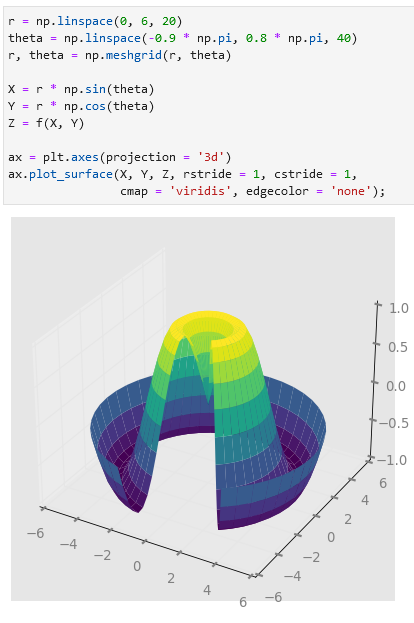 r = np.linspace(0, 6, 20)
theta = np.linspace(-0.9 * np.pi, 0.8 * np.pi, 40)
r, theta = np.meshgrid(r, theta)

X = r * np.sin(theta)
Y = r * np.cos(theta)
Z = f(X, Y)

ax = plt.axes(projection = '3d')
ax.plot_surface(X, Y, Z, rstride = 1, cstride = 1,
                cmap = 'viridis', edgecolor = 'none');
1.0
0.5
0.0
−0.5
−1.0
−6
−4
−2
0
2
4
6
−6
−4
−2
0
2
4
6